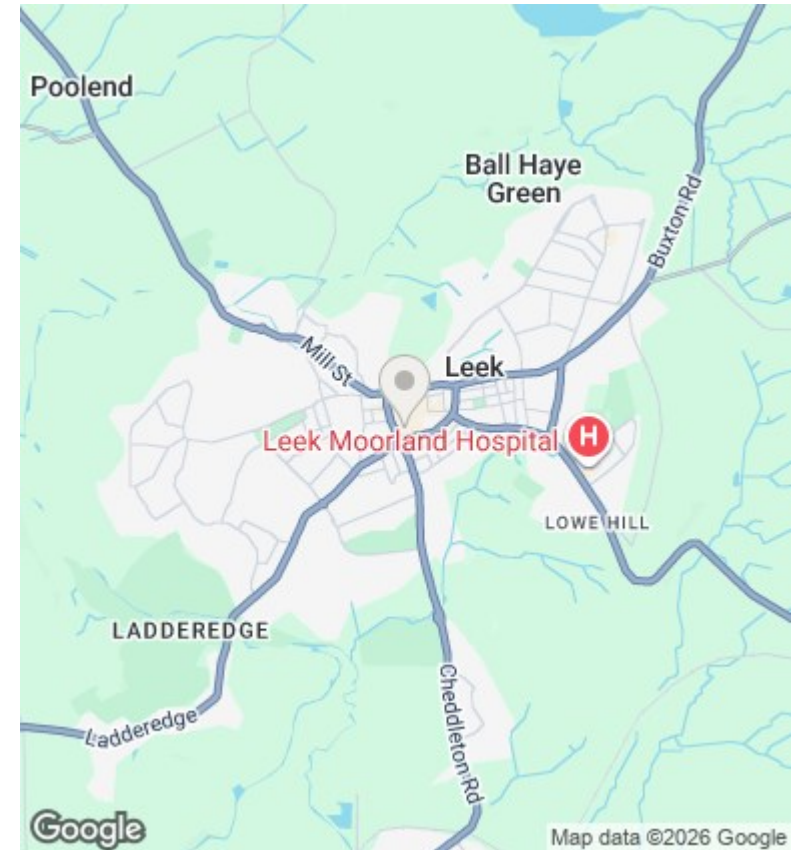 Poolend
Ball Haye
Green
Buxton Rd
Mill St
Leek
Leek Moorland Hospital
H
LOWE HILL
LADDEREDGE
Ladderedge
Cheddleton Rd
Google
Map data ©2026 Google